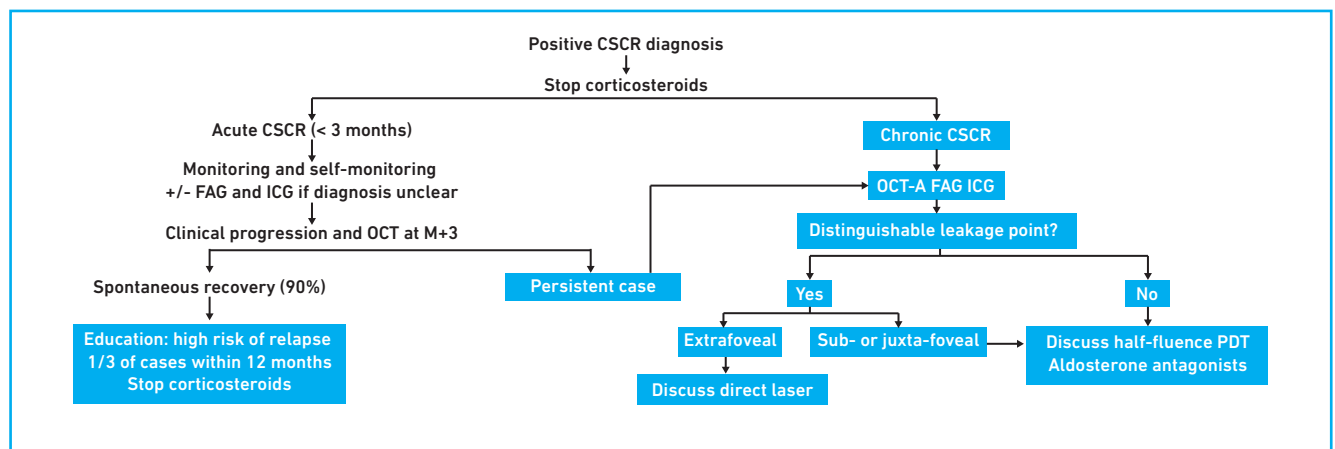 Positive CSCR diagnosis
Stop corticosteroids
Acute CSCR (< 3 months)
Monitoring and self-monitoring
+/- FAG and ICG if diagnosis unclear
Clinical progression and OCT at M+3
Spontaneous recovery (90%)
Education: high risk of relapse
1/3 of cases within 12 months
Stop corticosteroids
Persistent case
Chronic CSCR
OCT-A FAG ICG
Distinguishable leakage point?
Yes
No
Extrafoveal
Sub- or juxta-foveal
Discuss direct laser
Discuss half-fluence PDT
Aldosterone antagonists